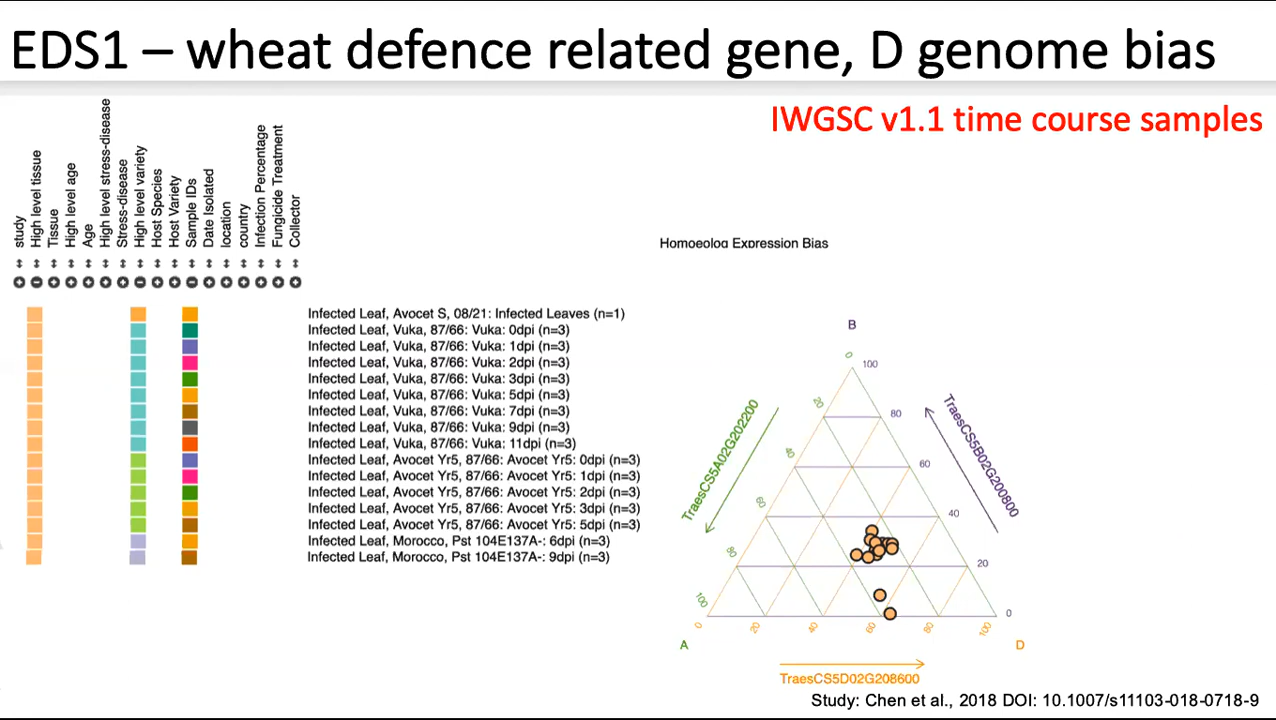 EDS1 – wheat defence related gene, D genome bias
IWGSC v1.1 time course samples
study
High level tissue
Tissue
High level age
Age
High level stress-disease
Stress-disease
High level variety
Host Species
Host Variety
Sample IDs
Date Isolated
location
country
Infection Percentage
Fungicide Treatment
Collector
Infected Leaf, Avocet S, 08/21: Infected Leaves (n=1)
Infected Leaf, Vuka, 87/66: Vuka: 0dpi (n=3)
Infected Leaf, Vuka, 87/66: Vuka: 1dpi (n=3)
Infected Leaf, Vuka, 87/66: Vuka: 2dpi (n=3)
Infected Leaf, Vuka, 87/66: Vuka: 3dpi (n=3)
Infected Leaf, Vuka, 87/66: Vuka: 5dpi (n=3)
Infected Leaf, Vuka, 87/66: Vuka: 7dpi (n=3)
Infected Leaf, Vuka, 87/66: Vuka: 9dpi (n=3)
Infected Leaf, Vuka, 87/66: Vuka: 11dpi (n=3)
Infected Leaf, Avocet Yr5, 87/66: Avocet Yr5: 0dpi (n=3)
Infected Leaf, Avocet Yr5, 87/66: Avocet Yr5: 1dpi (n=3)
Infected Leaf, Avocet Yr5, 87/66: Avocet Yr5: 2dpi (n=3)
Infected Leaf, Avocet Yr5, 87/66: Avocet Yr5: 3dpi (n=3)
Infected Leaf, Avocet Yr5, 87/66: Avocet Yr5: 5dpi (n=3)
Infected Leaf, Morocco, Pst 104E137A-: 6dpi (n=3)
Infected Leaf, Morocco, Pst 104E137A-: 9dpi (n=3)
Homoeolog Expression Bias
B
0
100
20
80
40
60
60
40
80
20
100
0
TraesCS5A02G202200
TraesCS5B02G200800
0
20
40
60
80
100
A
D
TraesCS5D02G208600
Study: Chen et al., 2018 DOI: 10.1007/s11103-018-0718-9